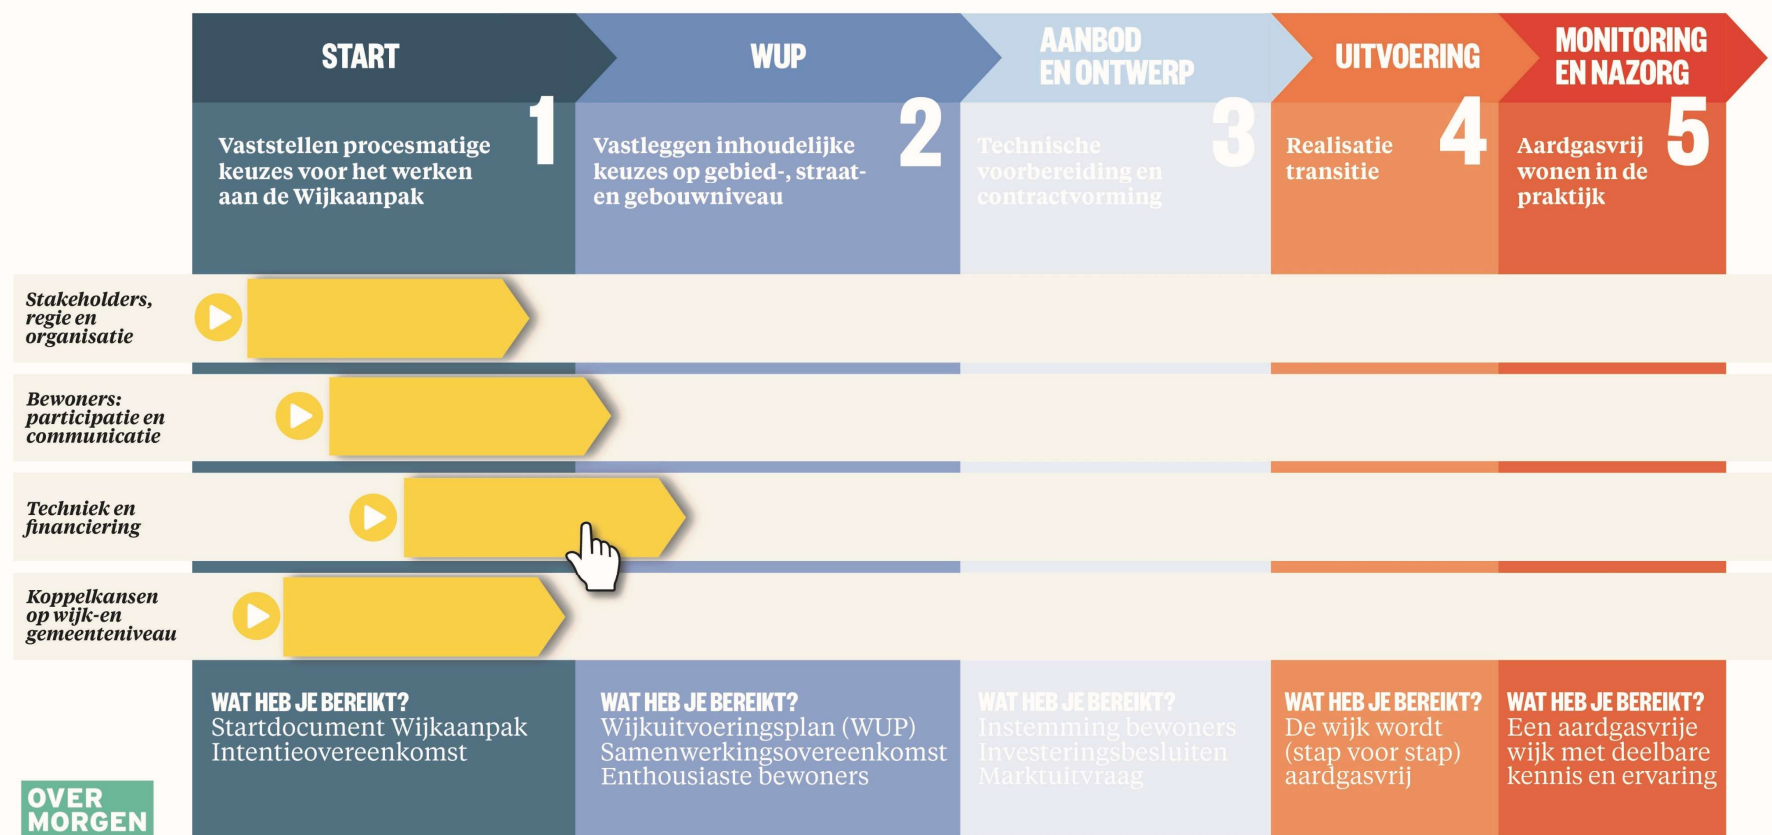 START
WUP
AANBOD
EN ONTWERP
UITVOERING
MONITORING
EN NAZORG
1
Vaststellen procesmatige
keuzes voor het werken
aan de Wijkaanpak
2
Vastleggen inhoudelijke
keuzes op gebied-, straat-
en gebouwniveau
3
Technische
voorbereiding en
contractvorming
4
Realisatie
transitie
5
Aardgasvrij
wonen in de
praktijk
Stakeholders,
regie en
organisatie
Bewoners:
participatie en
communicatie
Techniek en
financiering
Koppelkansen
op wijk-en
gemeenteniveau
WAT HEB JE BEREIKT?
Startdocument Wijkaanpak
Intentieovereenkomst
WAT HEB JE BEREIKT?
Wijkuitvoeringsplan (WUP)
Samenwerkingsovereenkomst
Enthousiaste bewoners
WAT HEB JE BEREIKT?
Instemming bewoners
Investeringsbesluiten
Marktuitvraag
WAT HEB JE BEREIKT?
De wijk wordt
(stap voor stap)
aardgasvrij
WAT HEB JE BEREIKT?
Een aardgasvrije
wijk met deelbare
kennis en ervaring
OVER
MORGEN